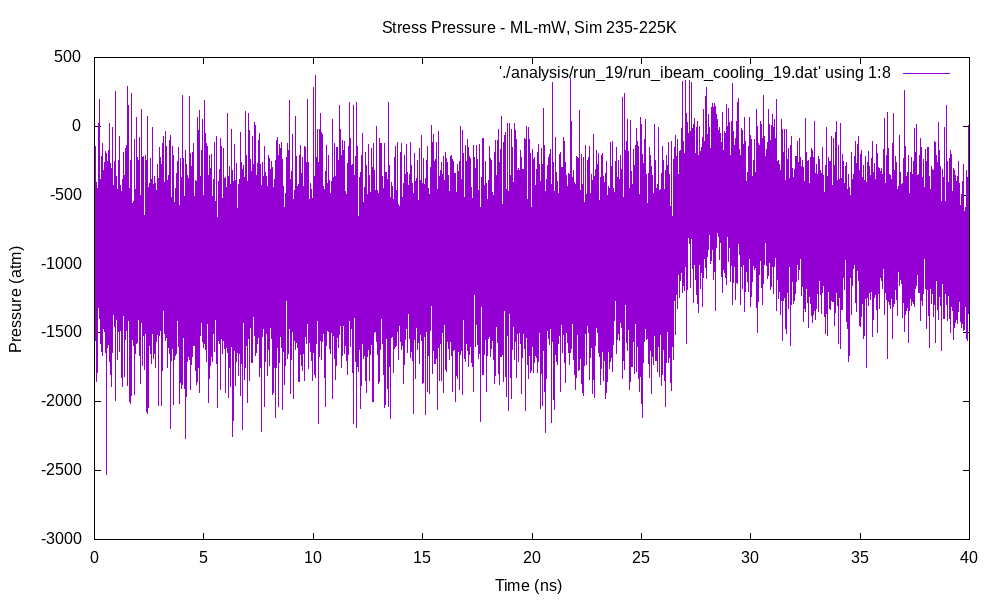 Stress Pressure - ML-mW, Sim 235-225K
'./analysis/run_19/run_ibeam_cooling_19.dat' using 1:8
500
0
-500
-1000
-1500
-2000
-2500
-3000
Pressure (atm)
0 5 10 15 20 25 30 35 40
Time (ns)